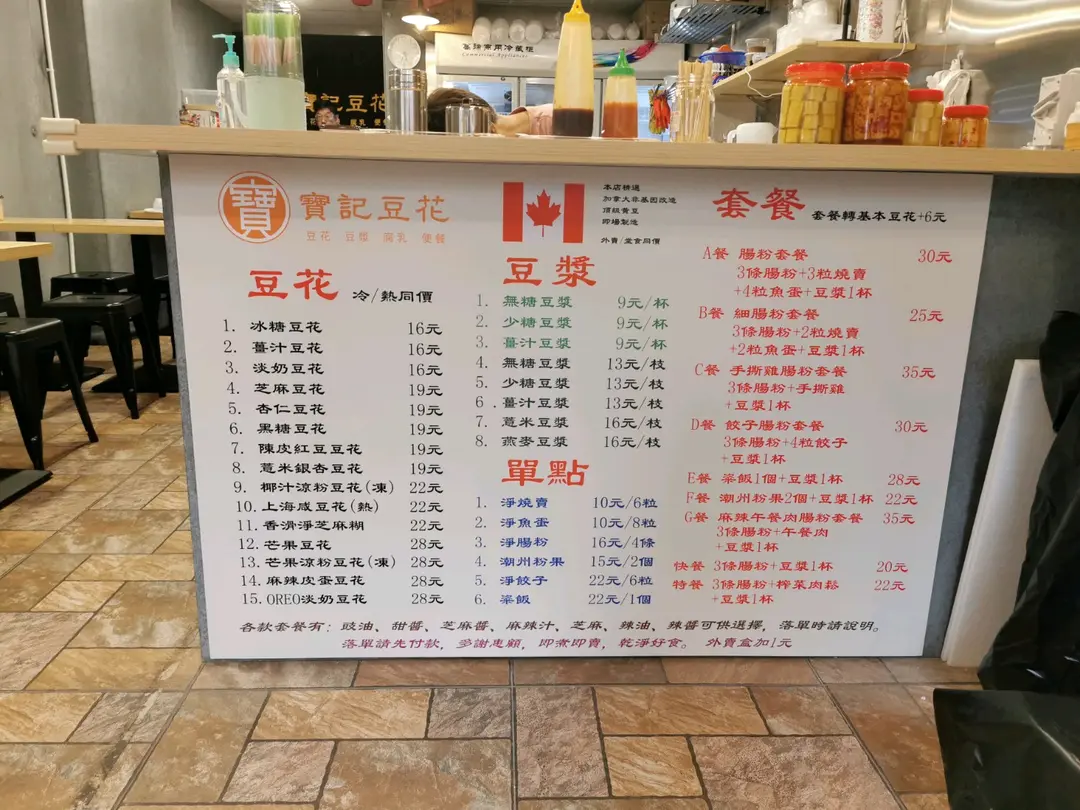 Commercial Appliances
寶記豆花
寶
寶記豆花
豆花 豆漿 腐乳 便餐
豆花 冷/熱同價
1. 冰糖豆花 16元
2. 薑汁豆花 16元
3. 淡奶豆花 16元
4. 芝麻豆花 19元
5. 杏仁豆花 19元
6. 黑糖豆花 19元
7. 陳皮紅豆豆花 19元
8. 薏米銀杏豆花 19元
9. 椰汁涼粉豆花(凍) 22元
10. 上海咸豆花(熱) 22元
11. 香滑淨芝麻糊 22元
12. 芒果豆花 28元
13. 芒果涼粉豆花(凍) 28元
14. 麻辣皮蛋豆花 28元
15. OREO淡奶豆花 28元
本店精選
加拿大非基因改造
頂級黃豆
即場製造
外賣/堂食同價
豆漿
1. 無糖豆漿 9元/杯
2. 少糖豆漿 9元/杯
3. 薑汁豆漿 9元/杯
4. 無糖豆漿 13元/枝
5. 少糖豆漿 13元/枝
6. 薑汁豆漿 13元/枝
7. 薏米豆漿 16元/枝
8. 燕麥豆漿 16元/枝
單點
1. 淨燒賣 10元/6粒
2. 淨魚蛋 10元/8粒
3. 淨腸粉 16元/4條
4. 潮州粉果 15元/2個
5. 淨餃子 22元/6粒
6. 粢飯 22元/1個
套餐 套餐轉基本豆花+6元
A餐 腸粉套餐 30元
3條腸粉+3粒燒賣
+4粒魚蛋+豆漿1杯
B餐 細腸粉套餐 25元
3條腸粉+2粒燒賣
+2粒魚蛋+豆漿1杯
C餐 手撕雞腸粉套餐 35元
3條腸粉+手撕雞
+豆漿1杯
D餐 餃子腸粉套餐 30元
3條腸粉+4粒餃子
+豆漿1杯
E餐 粢飯1個+豆漿1杯 28元
F餐 潮州粉果2個+豆漿1杯 22元
G餐 麻辣午餐肉腸粉套餐 35元
3條腸粉+午餐肉
+豆漿1杯
快餐 3條腸粉+豆漿1杯 20元
特餐 3條腸粉+榨菜肉鬆 22元
+豆漿1杯
各款套餐有：豉油、甜醬、芝麻醬、麻辣汁、芝麻、辣油、辣醬可供選擇，落單時請說明。
落單請先付款，多謝惠顧，即煮即賣，乾淨好食。 外賣盒加1元